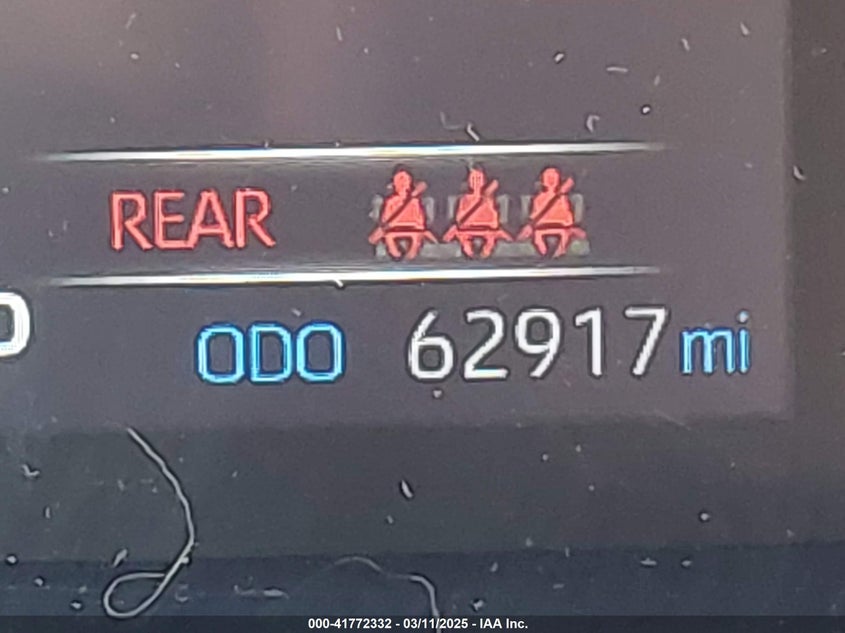 REAR
ODO 62917 mi
000-41772332 - 03/11/2025 - IAA Inc.